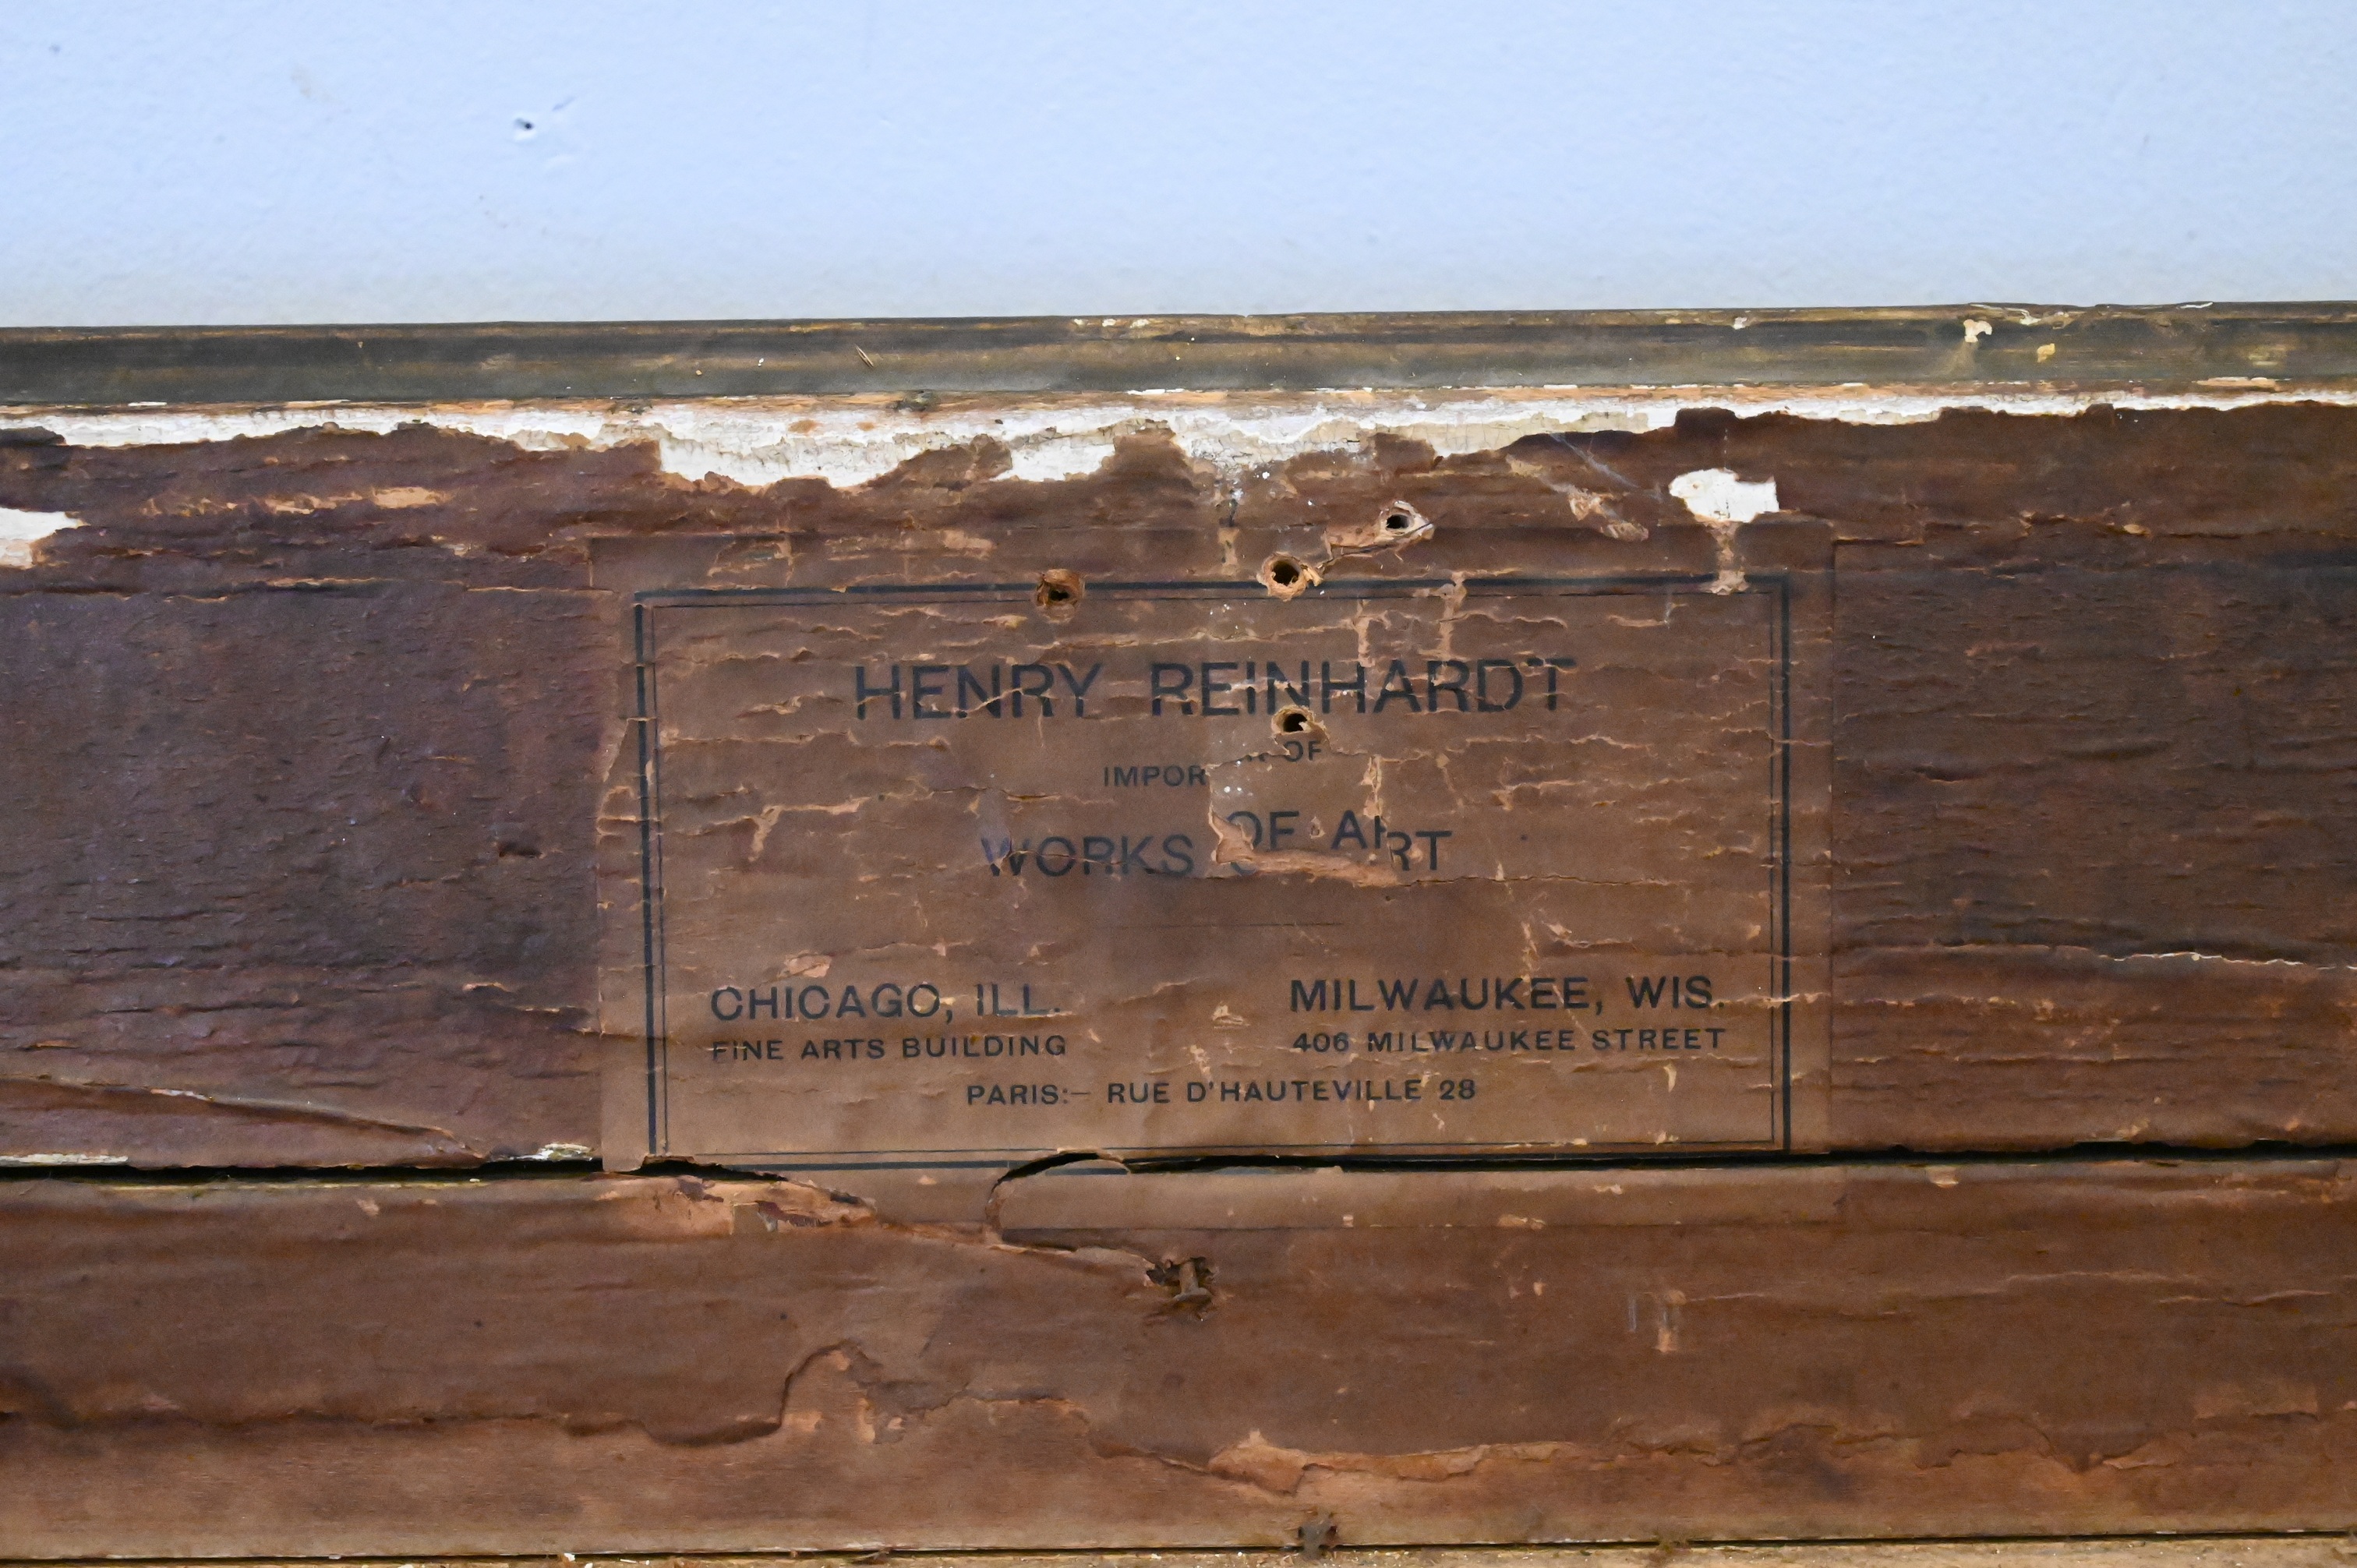 HENRY REINHARDT
OF
WORKS OF ART
CHICAGO, ILL.
FINE ARTS BUILDING
MILWAUKEE, WIS.
406 MILWAUKEE STREET
PARIS:— RUE D'HAUTEVILLE 28